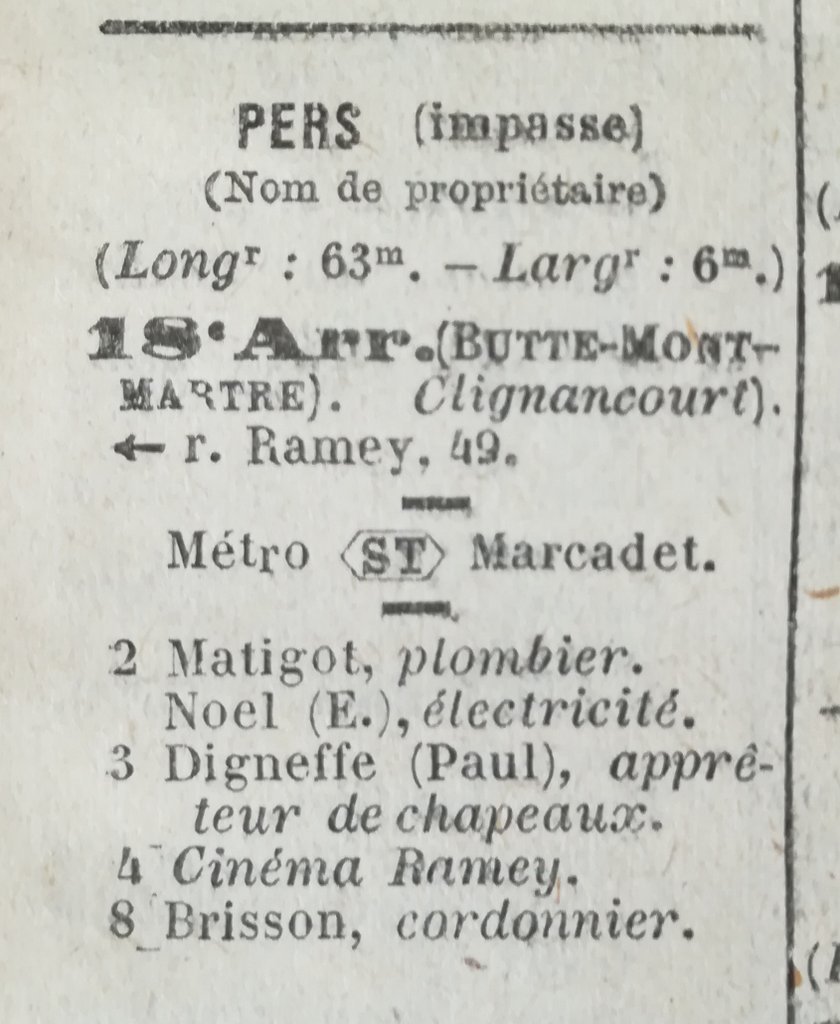 PERS (impasse)
(Nom de propriétaire)
(Longʳ : 63ᵐ. – Largʳ : 6ᵐ.)
18ᵉ Arr. (BUTTE-MONT-
MARTRE). Clignancourt).
← r. Ramey, 49.
Métro ST Marcadet.
2 Matigot, plombier.
Noel (E.), électricité.
3 Digneffe (Paul), apprê-
teur de chapeaux.
4 Cinéma Ramey.
8 Brisson, cordonnier.